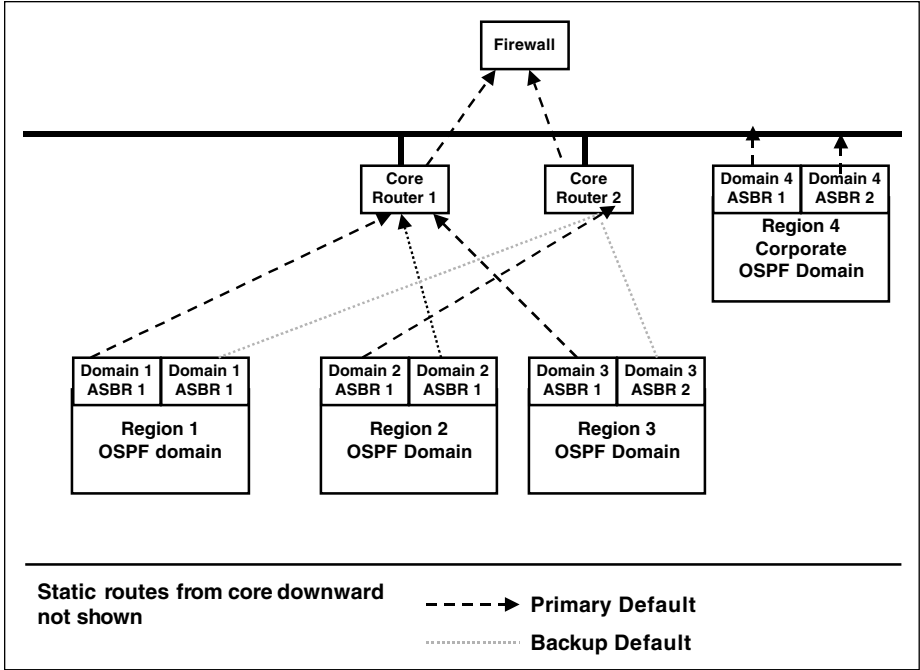 Firewall
Core
Router 1
Core
Router 2
Domain 4
ASBR 1
Domain 4
ASBR 2
Region 4
Corporate
OSPF Domain
Domain 1
ASBR 1
Domain 1
ASBR 1
Region 1
OSPF domain
Domain 2
ASBR 1
Domain 2
ASBR 1
Region 2
OSPF Domain
Domain 3
ASBR 1
Domain 3
ASBR 2
Region 3
OSPF Domain
Static routes from core downward
not shown
Primary Default
Backup Default